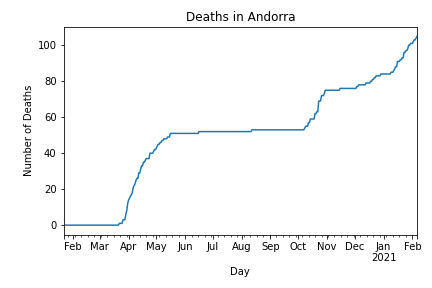 Deaths in Andorra
Number of Deaths
100
80
60
40
20
0
Feb Mar Apr May Jun Jul Aug Sep Oct Nov Dec Jan Feb
2021
Day